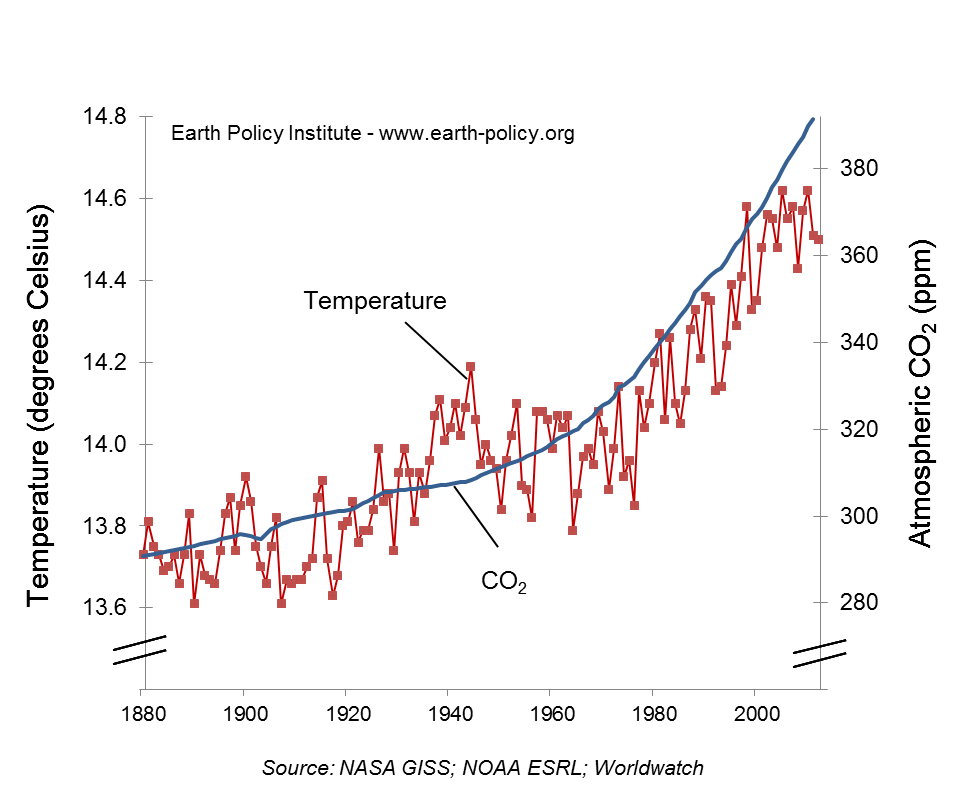 Earth Policy Institute - www.earth-policy.org
Temperature (degrees Celsius)
14.8
14.6
14.4
14.2
14.0
13.8
13.6
Temperature
CO₂
380
360
340
320
300
280
Atmospheric CO₂ (ppm)
1880 1900 1920 1940 1960 1980 2000
Source: NASA GISS; NOAA ESRL; Worldwatch